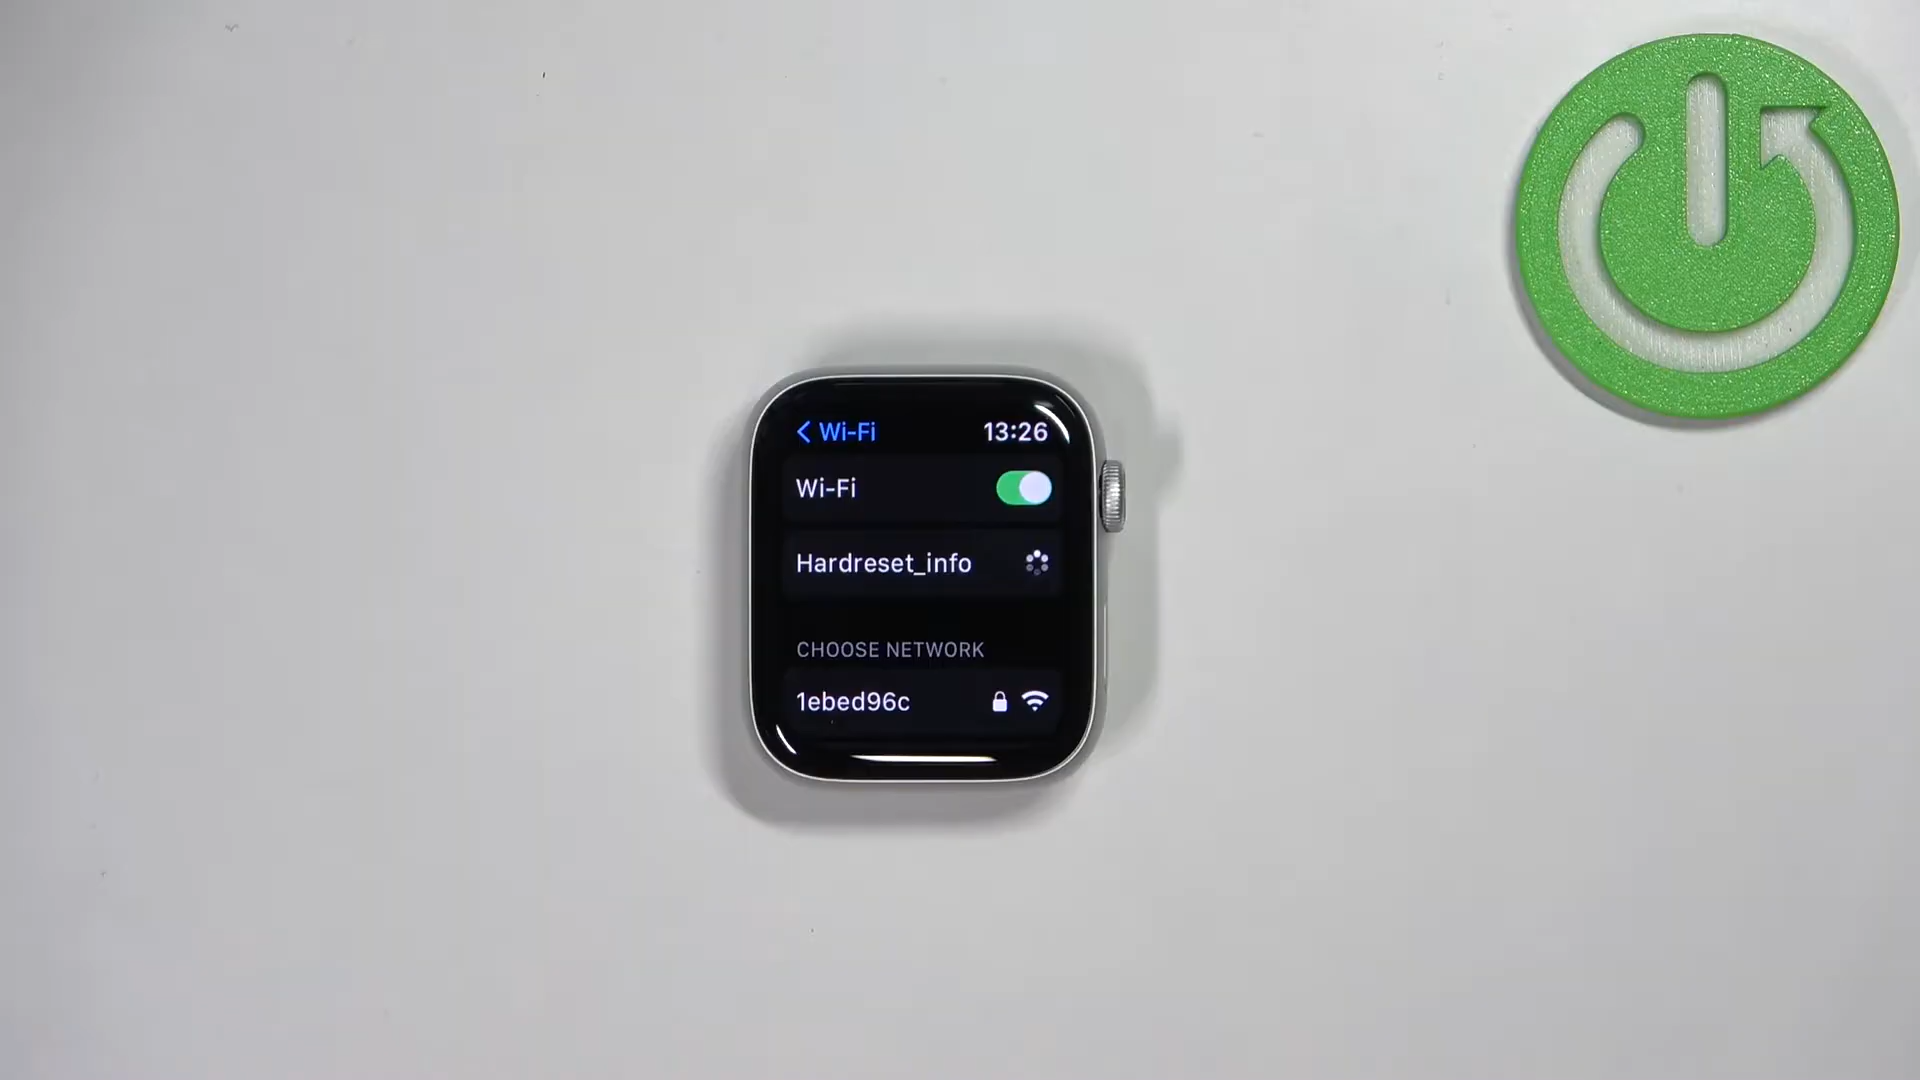 Wi-Fi 13:26
Wi-Fi
Hardreset_info
CHOOSE NETWORK
1ebed96c